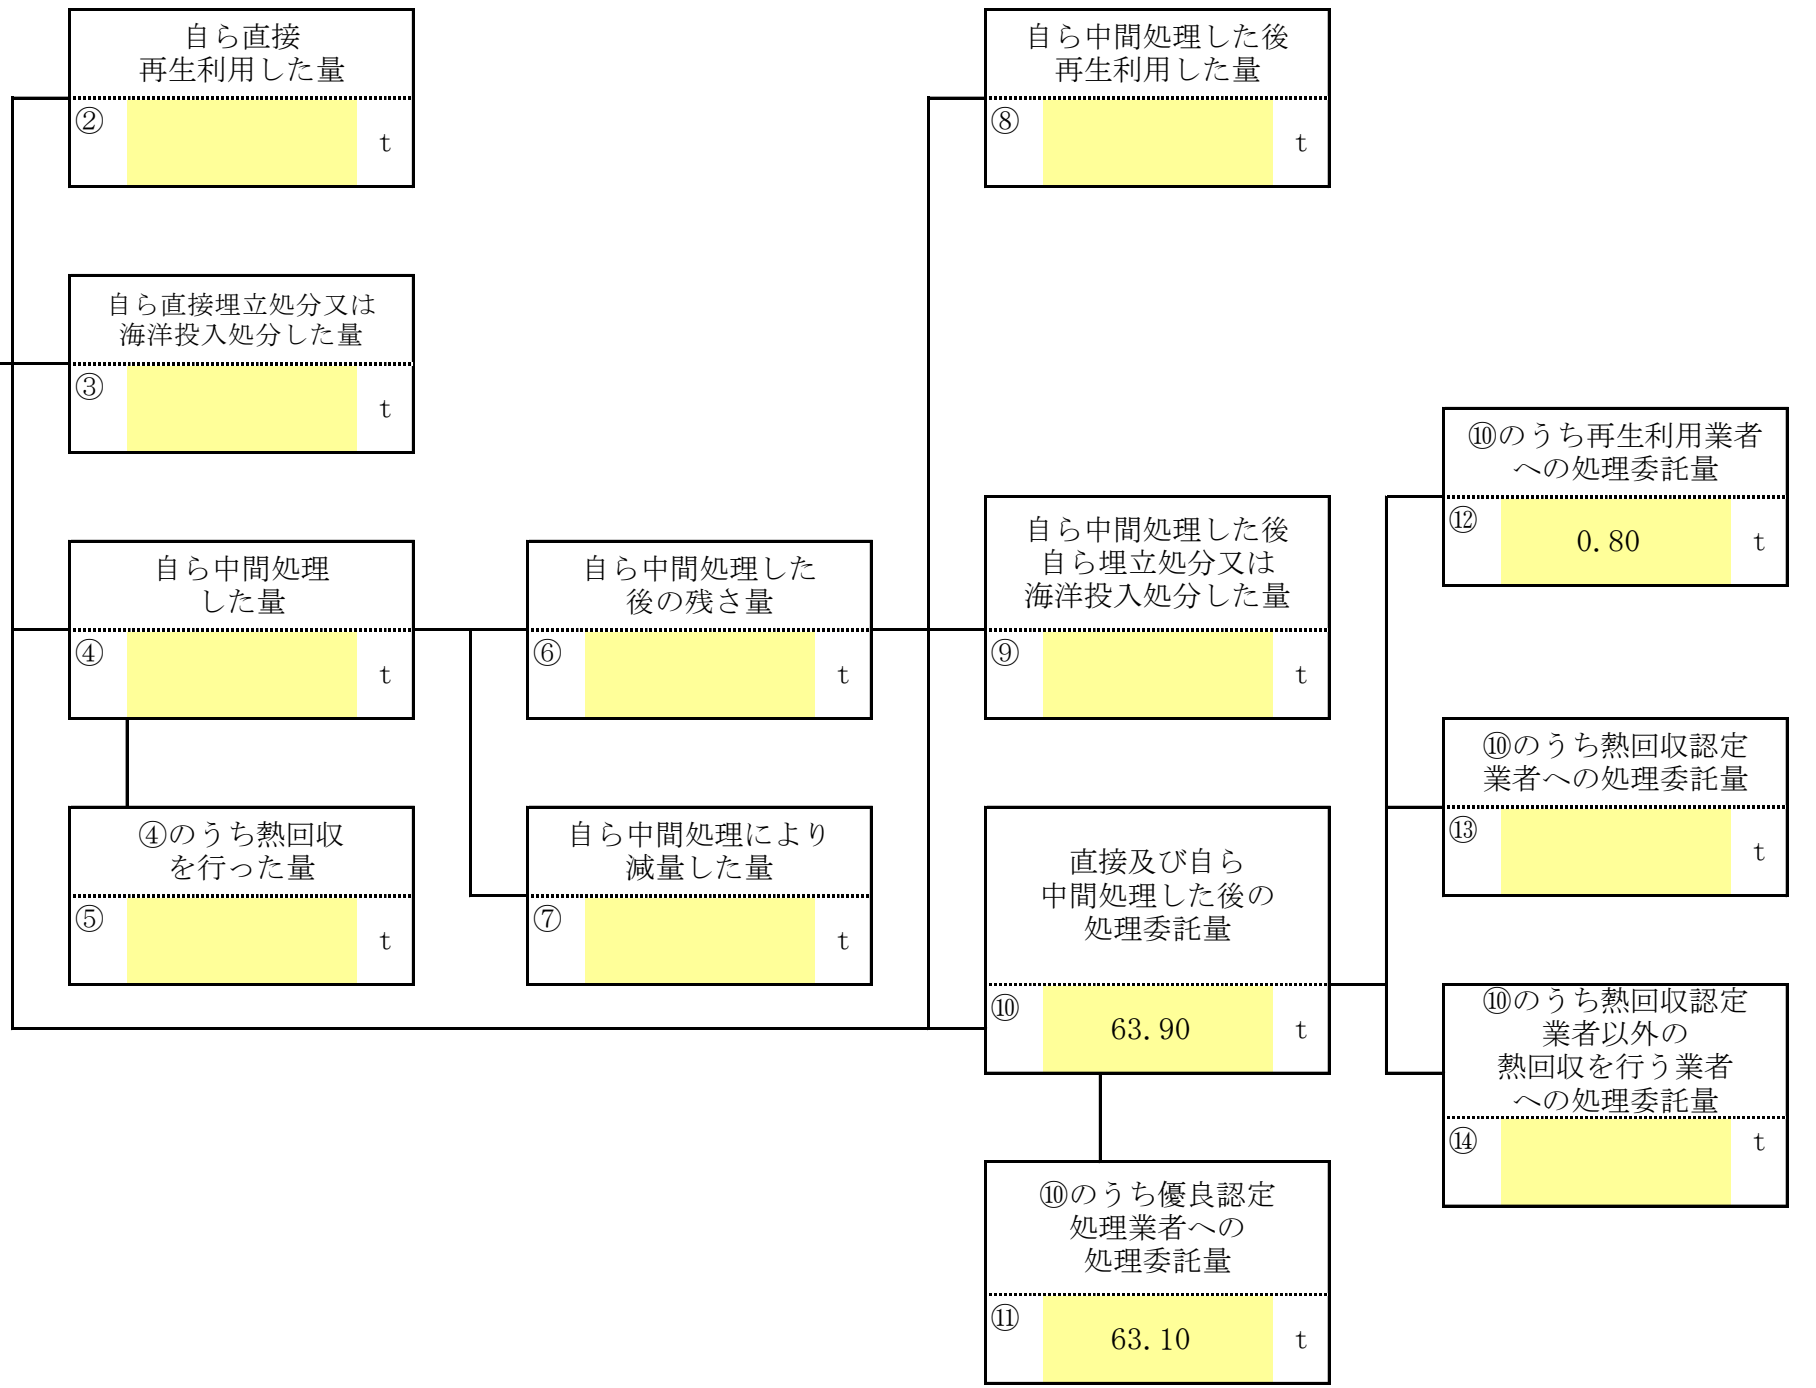 自ら直接
再生利用した量
②
t
自ら中間処理した後
再生利用した量
⑧
t
自ら直接埋立処分又は
海洋投入処分した量
③
t
⑩のうち再生利用業者
への処理委託量
⑫
0.80
t
自ら中間処理
した量
④
t
自ら中間処理した
後の残さ量
⑥
t
自ら中間処理した後
自ら埋立処分又は
海洋投入処分した量
⑨
t
⑩のうち熱回収認定
業者への処理委託量
⑬
t
④のうち熱回収
を行った量
⑤
t
自ら中間処理により
減量した量
⑦
t
直接及び自ら
中間処理した後の
処理委託量
⑩
63.90
t
⑩のうち熱回収認定
業者以外の
熱回収を行う業者
への処理委託量
⑭
t
⑩のうち優良認定
処理業者への
処理委託量
⑪
63.10
t